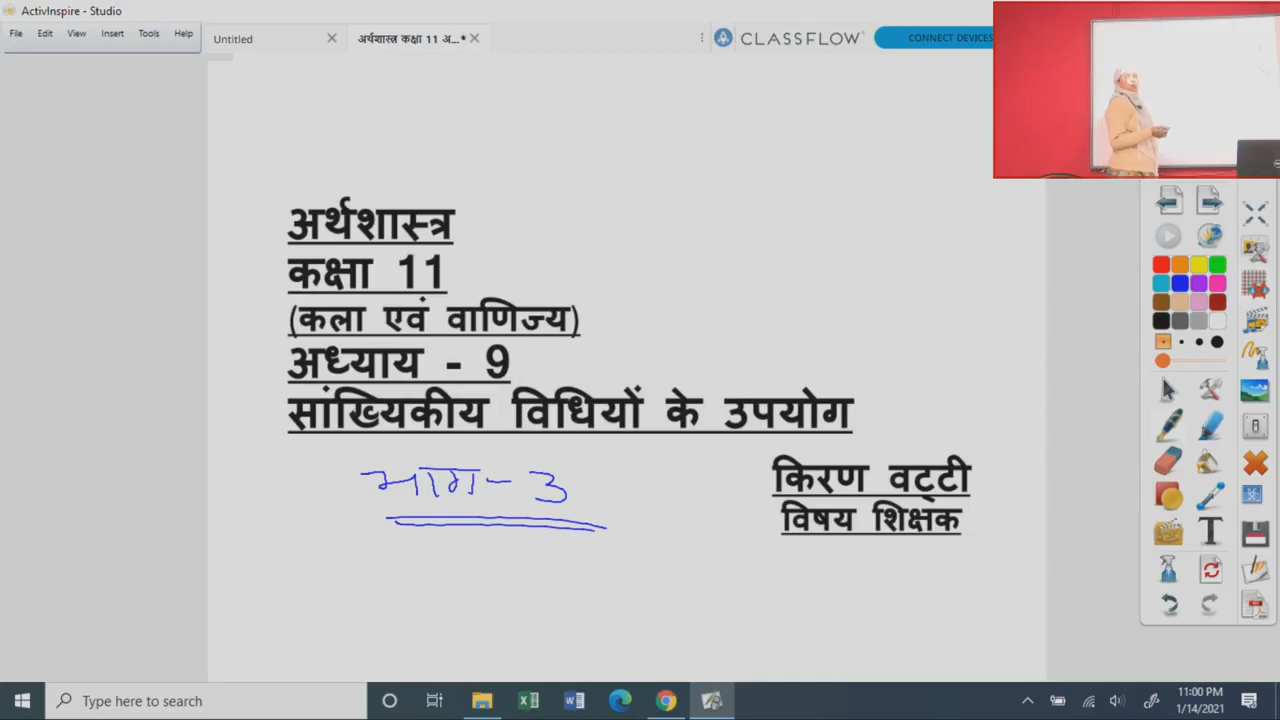 ActivInspire - Studio
File Edit View Insert Tools Help
Untitled
अर्थशास्त्र कक्षा 11 अ...*
CLASSFLOW
CONNECT DEVICES
अर्थशास्त्र
कक्षा 11
(कला एवं वाणिज्य)
अध्याय - 9
सांख्यिकीय विधियों के उपयोग
भाग - 3
किरण वट्टी
विषय शिक्षक
Type here to search
11:00 PM
1/14/2021